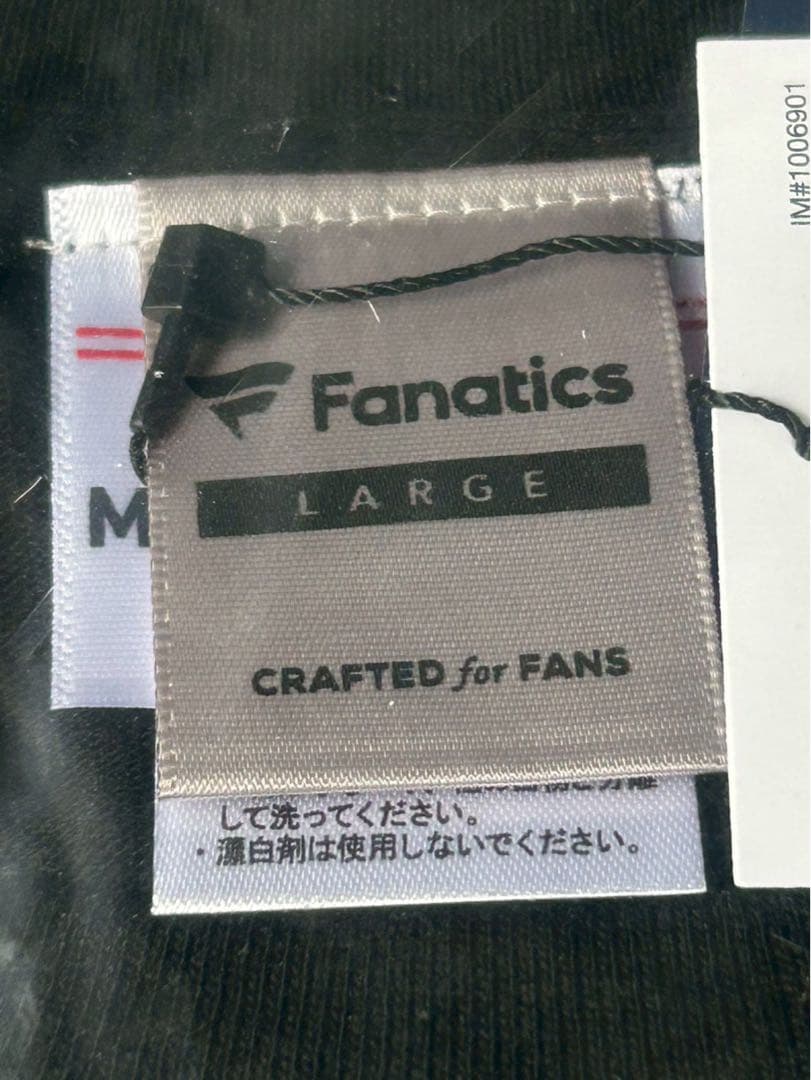 IM#1006901
Fanatics
LARGE
M
CRAFTED for FANS
して洗ってください。
・漂白剤は使用しないでください。